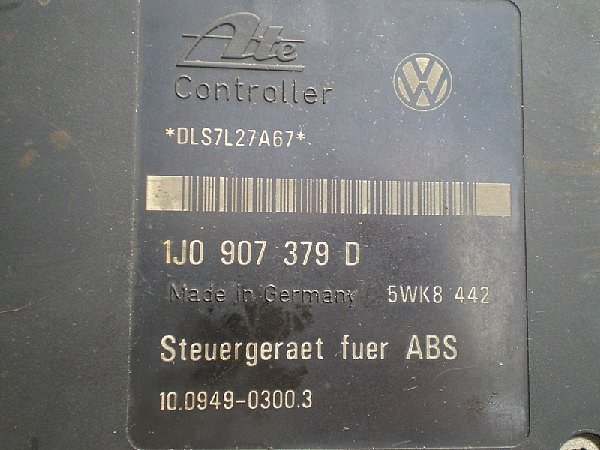 Ate
Controller
*DLS7L27A67*
1J0 907 379 D
Made in Germany 5WK8 442
Steuergeraet fuer ABS
10.0949-0300.3